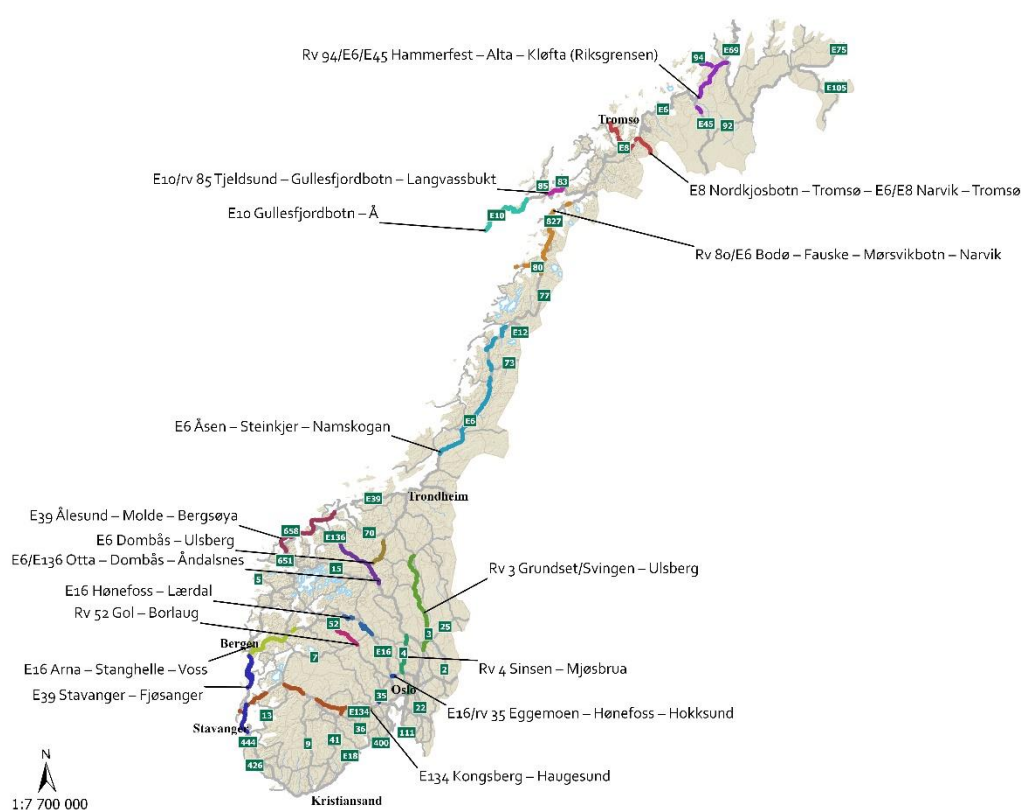 Rv 94/E6/E45 Hammerfest – Alta – Kløfta (Riksgrensen)
94
E69
E75
E105
E6
E45
92
Tromsø
E8
E8 Nordkjosbotn – Tromsø – E6/E8 Narvik – Tromsø
E10/rv 85 Tjeldsund – Gullesfjordbotn – Langvassbukt
85
83
E10 Gullesfjordbotn – Å
E10
827
Rv 80/E6 Bodø – Fauske – Mørsvikbotn – Narvik
80
77
E12
73
E6 Åsen – Steinkjer – Namskogan
E6
Trondheim
E39
E39 Ålesund – Molde – Bergsøya
658
E136
70
E6 Dombås – Ulsberg
651
E6/E136 Otta – Dombås – Åndalsnes
15
5
Rv 3 Grundset/Svingen – Ulsberg
E16 Hønefoss – Lærdal
Rv 52 Gol – Borlaug
52
25
3
Bergen
4
E16
7
2
E16 Arna – Stanghelle – Voss
Rv 4 Sinsen – Mjøsbrua
E39 Stavanger – Fjøsanger
Oslo
35
22
E16/rv 35 Eggemoen – Hønefoss – Hokksund
13
E134
Stavanger
36
111
444
9
41
400
E18
426
E134 Kongsberg – Haugesund
Kristiansand
N
1:7 700 000